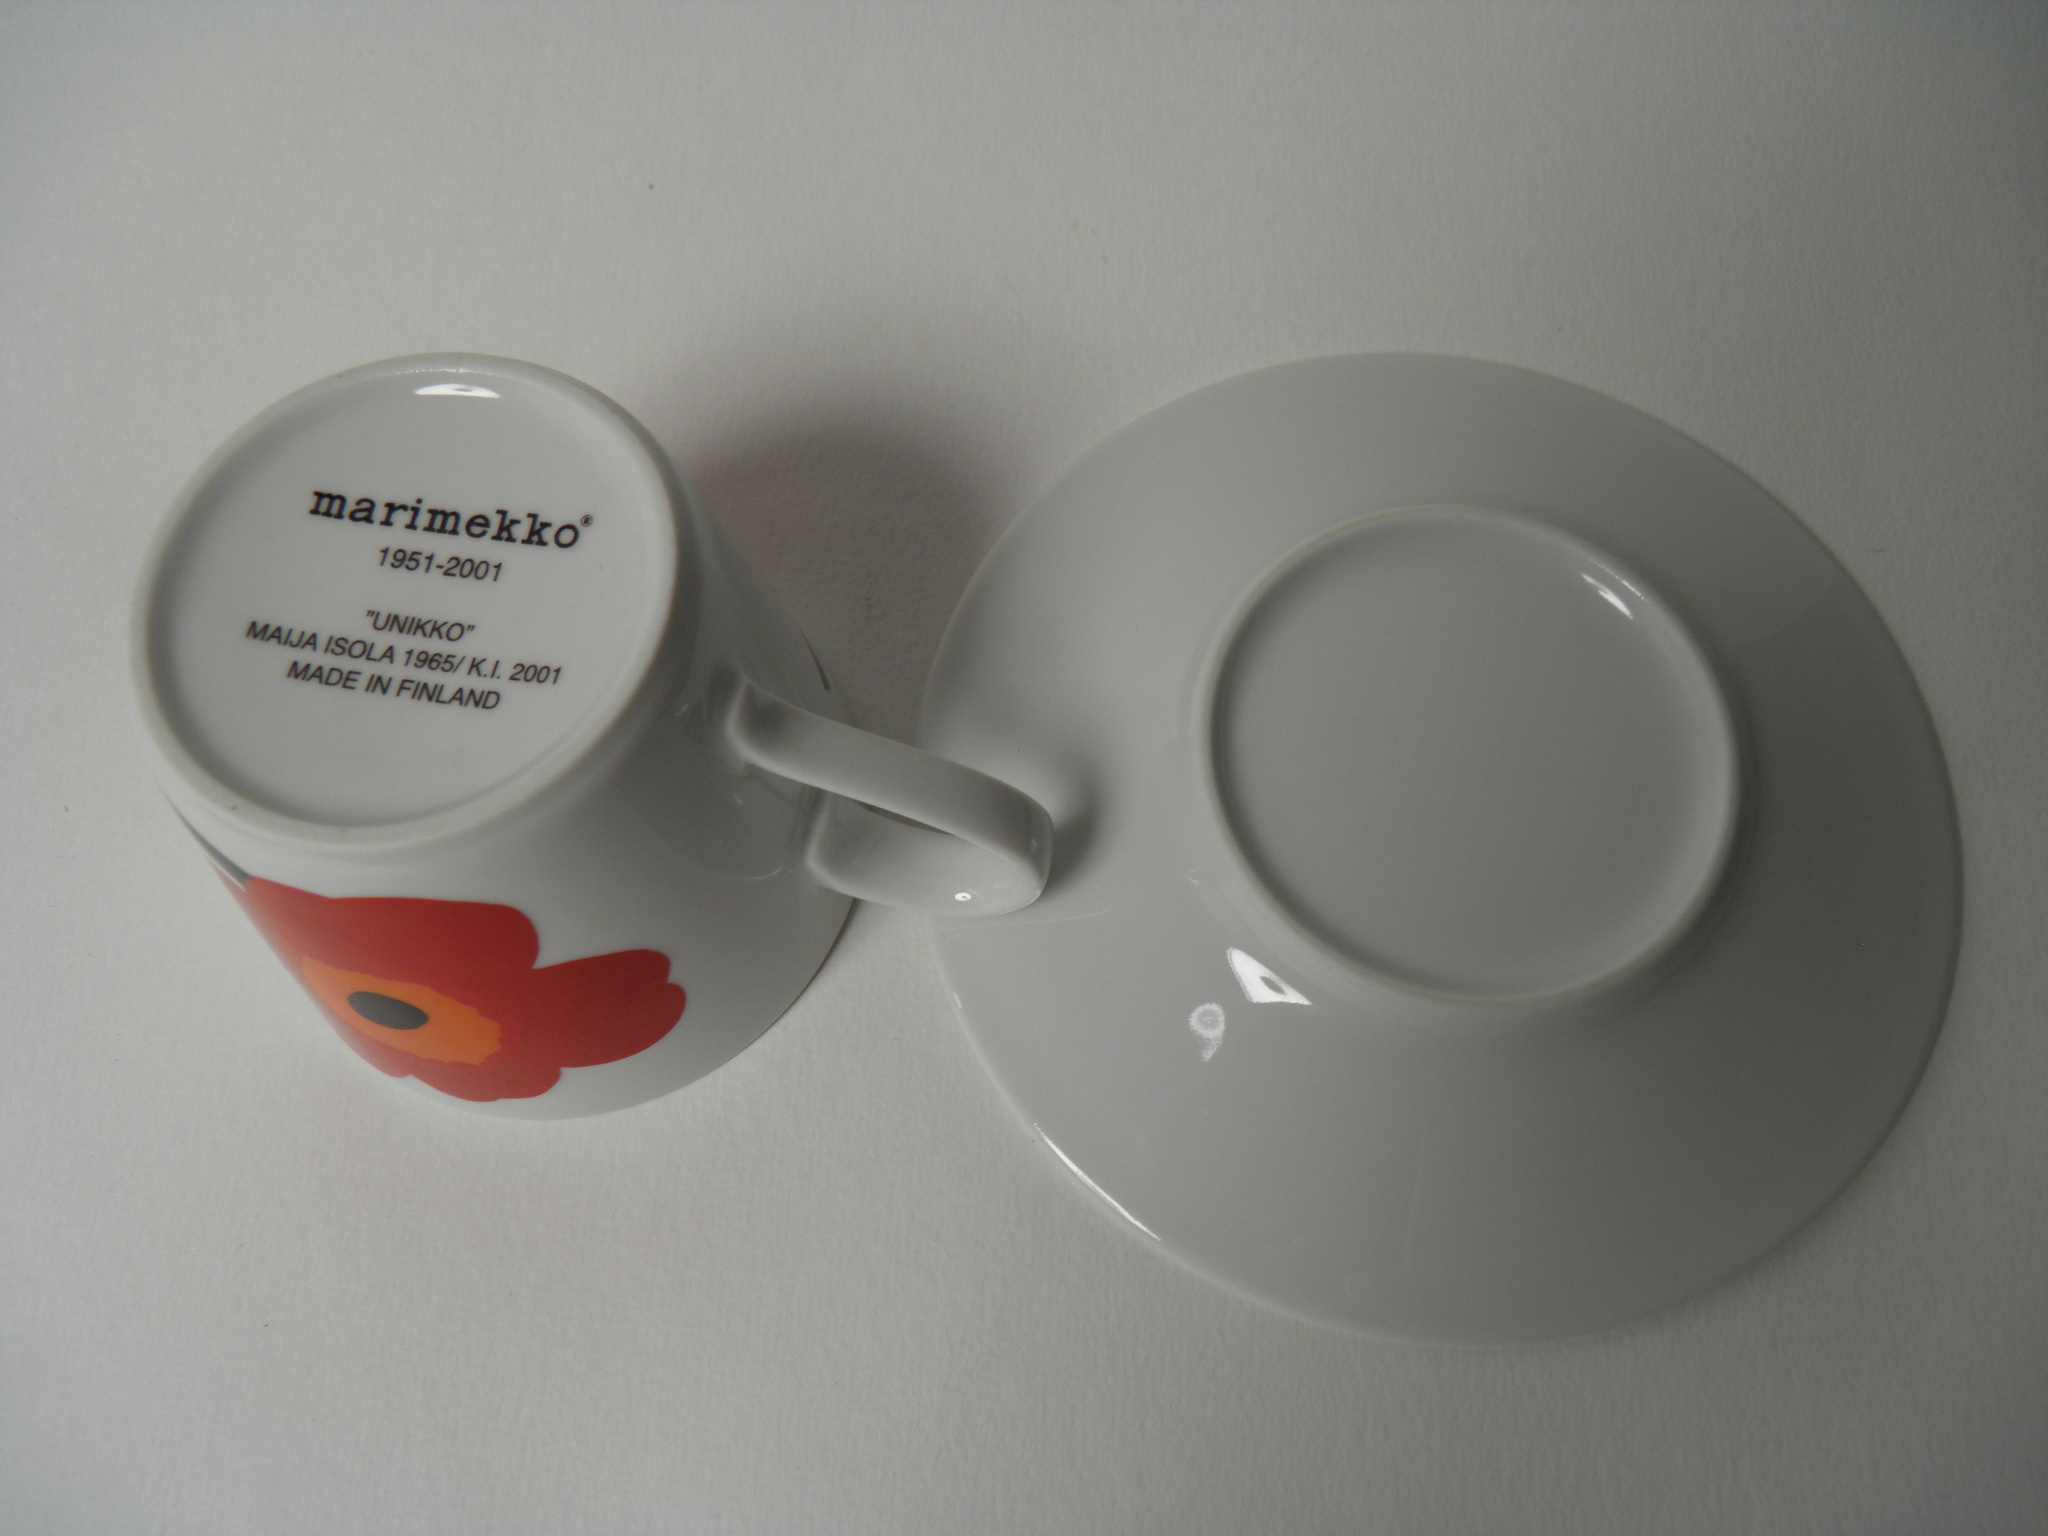 marimekko®
1951-2001
”UNIKKO”
MAIJA ISOLA 1965/ K.I. 2001
MADE IN FINLAND